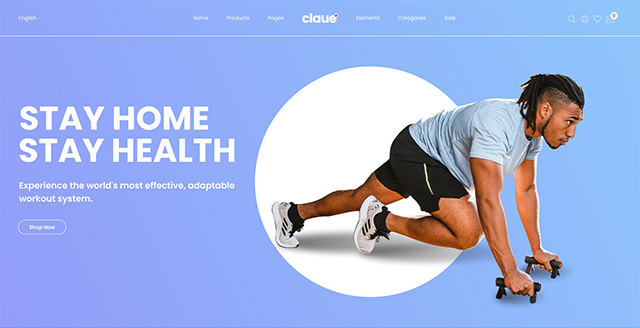 English
Home
Products
Pages
claue
Elements
Categories
Sale
0
STAY HOME
STAY HEALTH
Experience the world's most effective, adaptable
workout system.
Shop Now